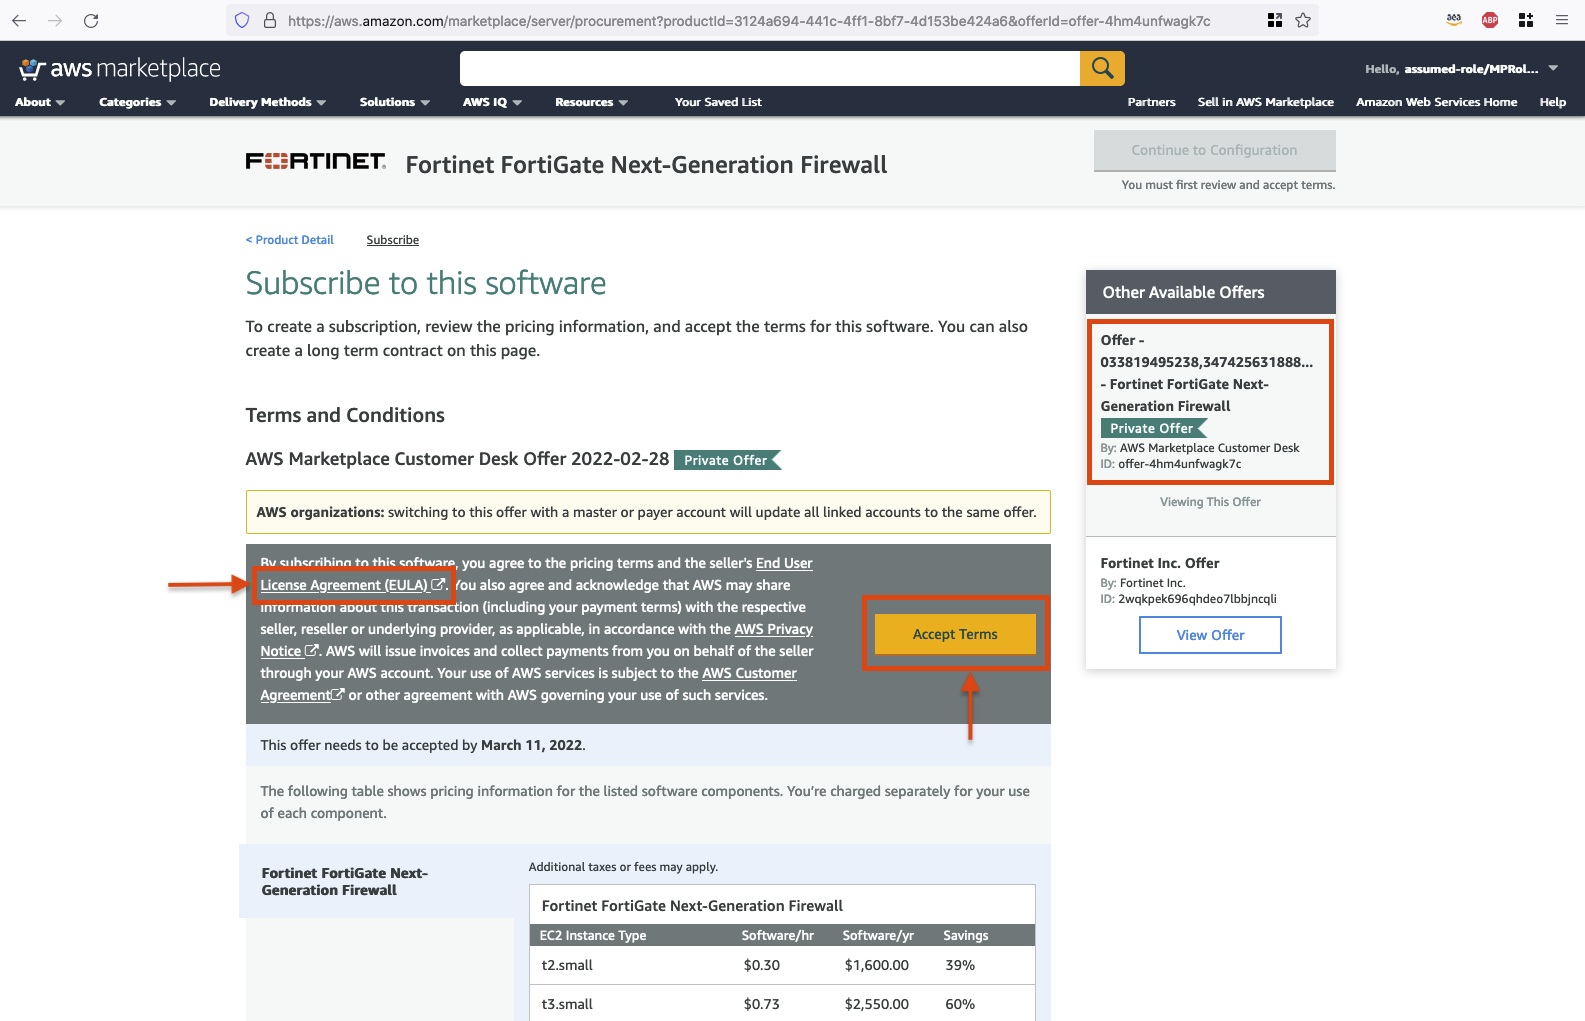 https://aws.amazon.com/marketplace/server/procurement?productId=3124a694-441c-4ff1-8bf7-4d153be424a6&offerId=offer-4hm4unfwagk7c
aea
ABP
aws marketplace
Hello, assumed-role/MPRol...
About
Categories
Delivery Methods
Solutions
AWS IQ
Resources
Your Saved List
Partners
Sell in AWS Marketplace
Amazon Web Services Home
Help
FORTINET®
Fortinet FortiGate Next-Generation Firewall
Continue to Configuration
You must first review and accept terms.
< Product Detail
Subscribe
Subscribe to this software
To create a subscription, review the pricing information, and accept the terms for this software. You can also
create a long term contract on this page.
Terms and Conditions
AWS Marketplace Customer Desk Offer 2022-02-28 Private Offer
AWS organizations: switching to this offer with a master or payer account will update all linked accounts to the same offer.
By subscribing to this software, you agree to the pricing terms and the seller's End User
License Agreement (EULA). You also agree and acknowledge that AWS may share
information about this transaction (including your payment terms) with the respective
seller, reseller or underlying provider, as applicable, in accordance with the AWS Privacy
Notice. AWS will issue invoices and collect payments from you on behalf of the seller
through your AWS account. Your use of AWS services is subject to the AWS Customer
Agreement or other agreement with AWS governing your use of such services.
Accept Terms
This offer needs to be accepted by March 11, 2022.
The following table shows pricing information for the listed software components. You're charged separately for your use
of each component.
Fortinet FortiGate Next-
Generation Firewall
Additional taxes or fees may apply.
Fortinet FortiGate Next-Generation Firewall
EC2 Instance Type Software/hr Software/yr Savings
t2.small $0.30 $1,600.00 39%
t3.small $0.73 $2,550.00 60%
Other Available Offers
Offer -
033819495238,347425631888...
- Fortinet FortiGate Next-
Generation Firewall
Private Offer
By: AWS Marketplace Customer Desk
ID: offer-4hm4unfwagk7c
Viewing This Offer
Fortinet Inc. Offer
By: Fortinet Inc.
ID: 2wqkpek696qhdeo7lbbjncqli
View Offer